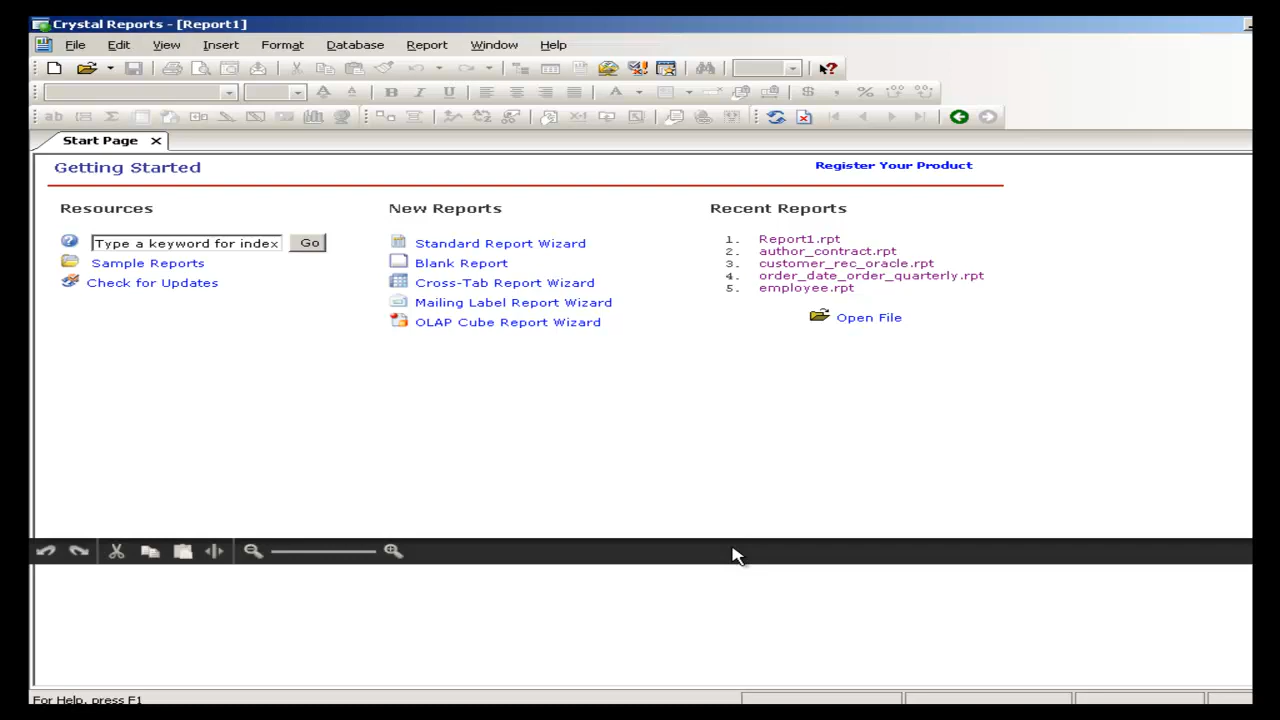 Crystal Reports - [Report1]
File Edit View Insert Format Database Report Window Help
Start Page
Getting Started
Register Your Product
Resources
Type a keyword for index
Go
Sample Reports
Check for Updates
New Reports
Standard Report Wizard
Blank Report
Cross-Tab Report Wizard
Mailing Label Report Wizard
OLAP Cube Report Wizard
Recent Reports
1. Report1.rpt
2. author_contract.rpt
3. customer_rec_oracle.rpt
4. order_date_order_quarterly.rpt
5. employee.rpt
Open File
For Help, press F1